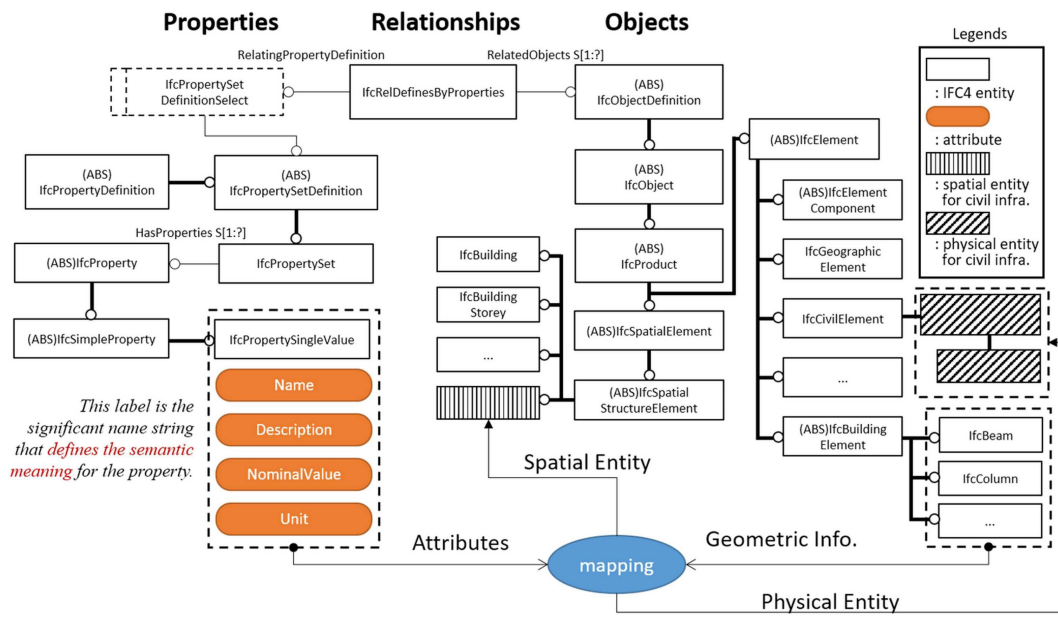 Properties
Relationships
Objects
RelatingPropertyDefinition
RelatedObjects S[1:?]
IfcPropertySet
DefinitionSelect
IfcRelDefinesByProperties
(ABS)
IfcObjectDefinition
(ABS)
IfcPropertyDefinition
(ABS)
IfcPropertySetDefinition
(ABS)
IfcObject
HasProperties S[1:?]
(ABS)IfcProperty
IfcPropertySet
(ABS)
IfcProduct
(ABS)IfcSimpleProperty
IfcPropertySingleValue
Name
Description
NominalValue
Unit
This label is the
significant name string
that defines the semantic
meaning for the property.
IfcBuilding
IfcBuilding
Storey
...
(ABS)IfcSpatialElement
(ABS)IfcSpatial
StructureElement
(ABS)IfcElement
(ABS)IfcElement
Component
IfcGeographic
Element
IfcCivilElement
...
(ABS)IfcBuilding
Element
IfcBeam
IfcColumn
...
Legends
: IFC4 entity
: attribute
: spatial entity
for civil infra.
: physical entity
for civil infra.
Spatial Entity
Attributes
mapping
Geometric Info.
Physical Entity